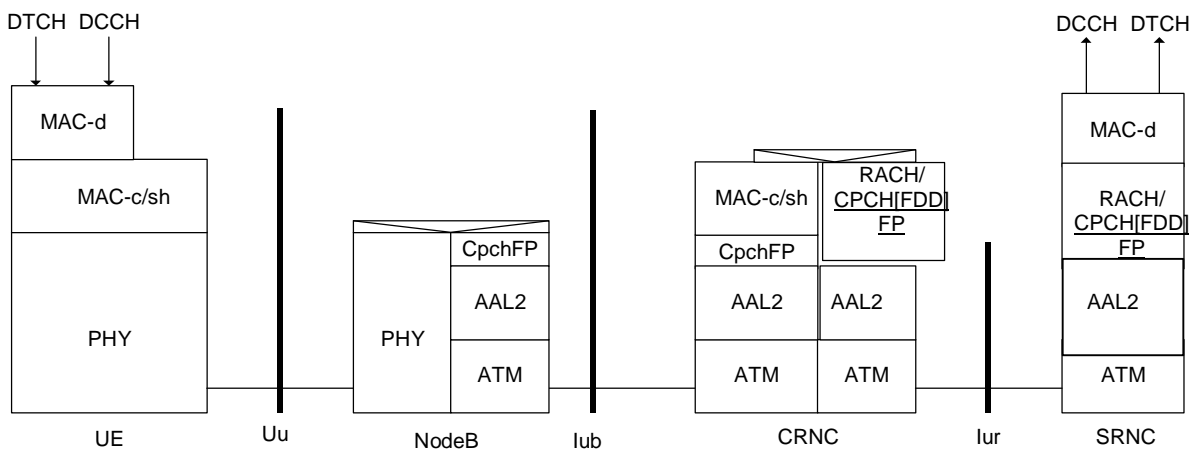 DTCH DCCH
DCCH DTCH
MAC-d
MAC-d
MAC-c/sh
MAC-c/sh
RACH/
CPCH[FDD]
FP
RACH/
CPCH[FDD]
FP
CpchFP
CpchFP
PHY
PHY
AAL2
AAL2
AAL2
AAL2
ATM
ATM
ATM
ATM
UE
Uu
NodeB
Iub
CRNC
Iur
SRNC